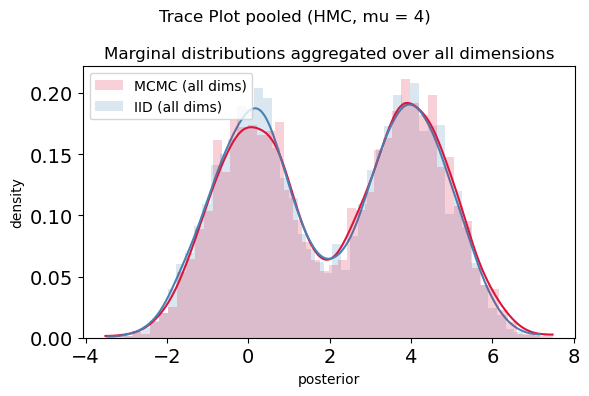 Trace Plot pooled (HMC, mu = 4)
Marginal distributions aggregated over all dimensions
MCMC (all dims)
IID (all dims)
density
0.20
0.15
0.10
0.05
0.00
−4 −2 0 2 4 6 8
posterior